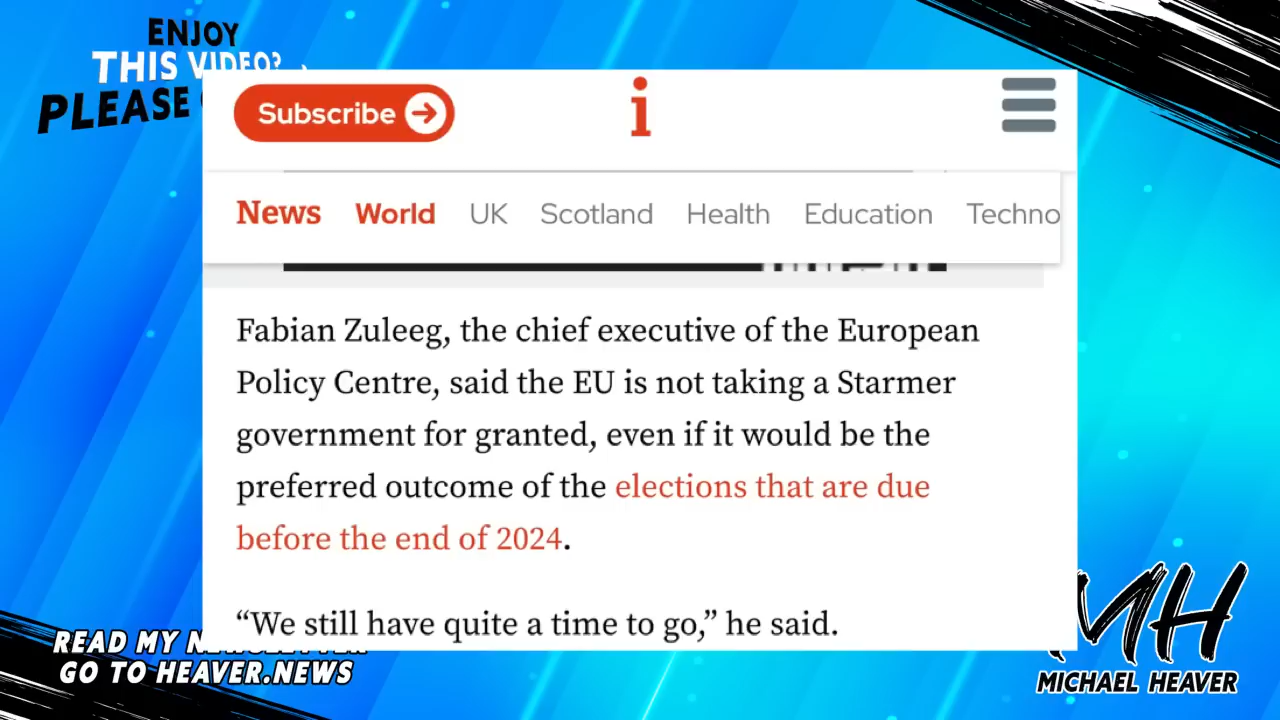 ENJOY
THIS VIDEO?
PLEASE
Subscribe
i
News World UK Scotland Health Education Techno
Fabian Zuleeg, the chief executive of the European
Policy Centre, said the EU is not taking a Starmer
government for granted, even if it would be the
preferred outcome of the elections that are due
before the end of 2024.
“We still have quite a time to go,” he said.
READ MY NEWSLETTER
GO TO HEAVER.NEWS
MH
MICHAEL HEAVER